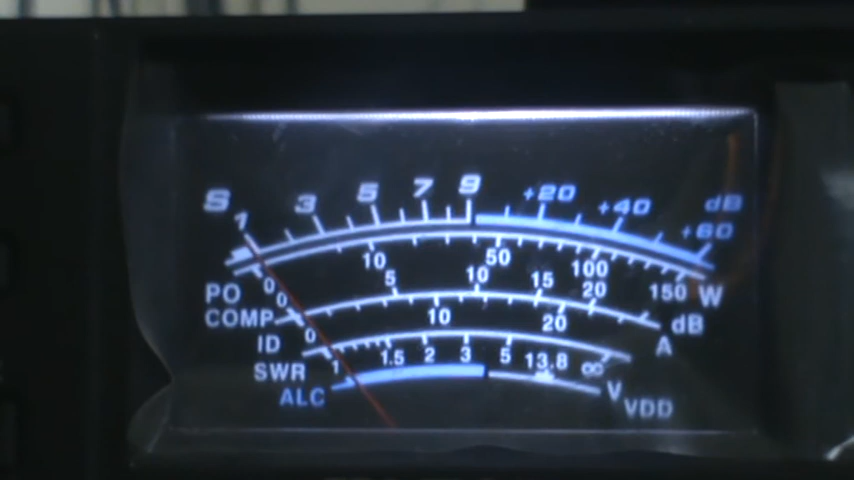 S 1 3 5 7 9 +20 +40 +60 dB
PO 0 10 50 100 150 W
COMP 0 5 10 15 20 dB
ID 0 10 20 A
SWR 1 1.5 2 3 5 ∞
ALC 13.8 V VDD